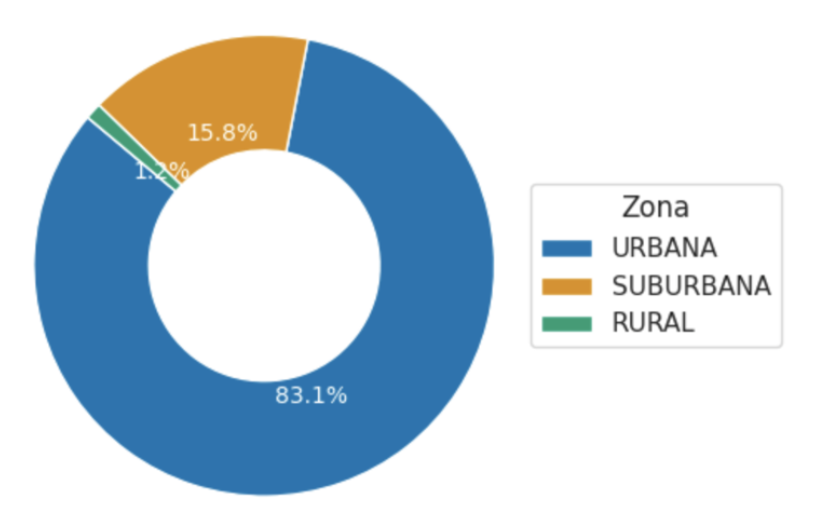 15.8%
1.2%
83.1%
Zona
URBANA
SUBURBANA
RURAL